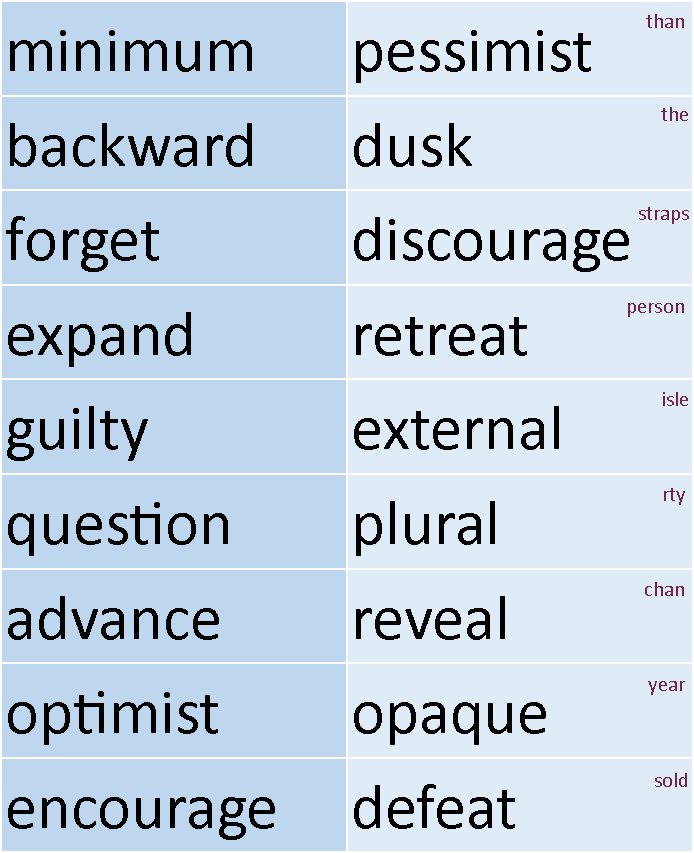 minimum pessimist than
backward dusk the
forget discourage straps
expand retreat person
guilty external isle
question plural rty
advance reveal chan
optimist opaque year
encourage defeat sold